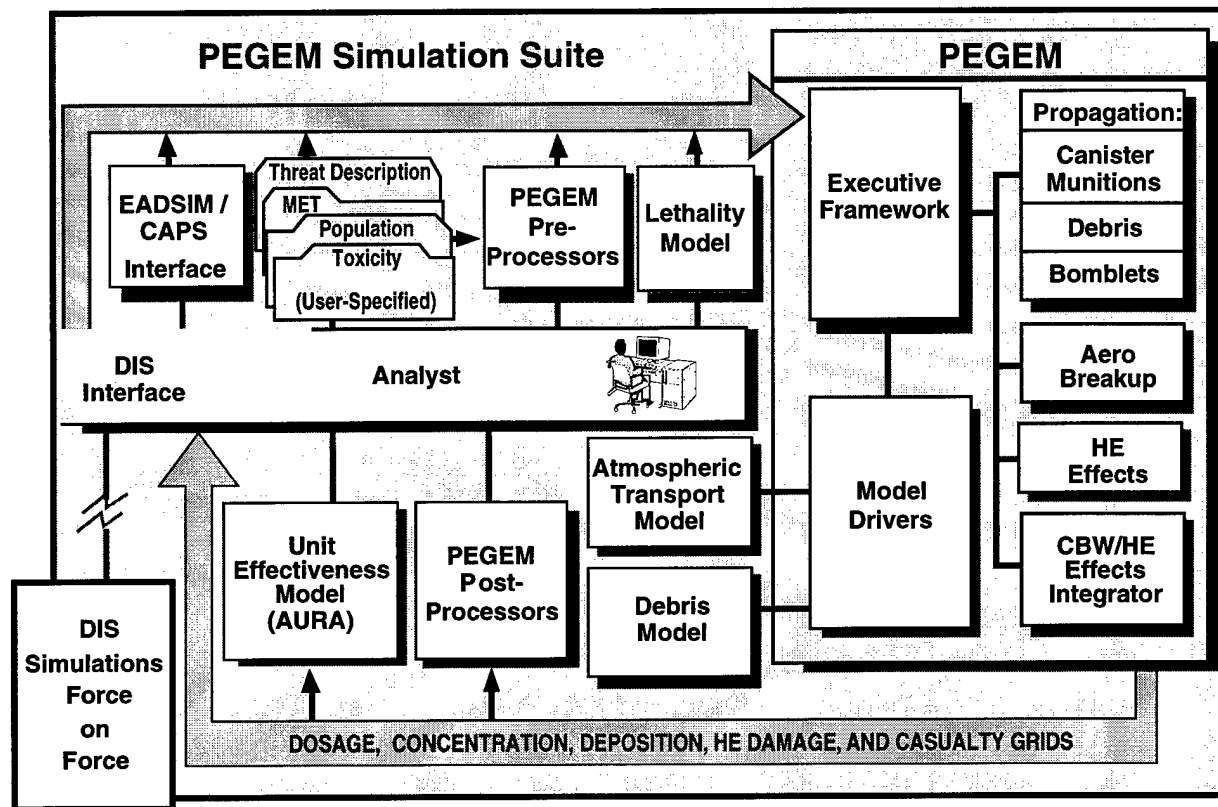 PEGEM Simulation Suite
PEGEM
EADSIM /
CAPS
Interface
Threat Description
MET
Population
Toxicity
(User-Specified)
PEGEM
Pre-
Processors
Lethality
Model
Executive
Framework
Propagation:
Canister
Munitions
Debris
Bomblets
Aero
Breakup
HE
Effects
CBW/HE
Effects
Integrator
DIS
Interface
Analyst
Unit
Effectiveness
Model
(AURA)
PEGEM
Post-
Processors
Atmospheric
Transport
Model
Debris
Model
Model
Drivers
DIS
Simulations
Force
on
Force
DOSAGE, CONCENTRATION, DEPOSITION, HE DAMAGE, AND CASUALTY GRIDS